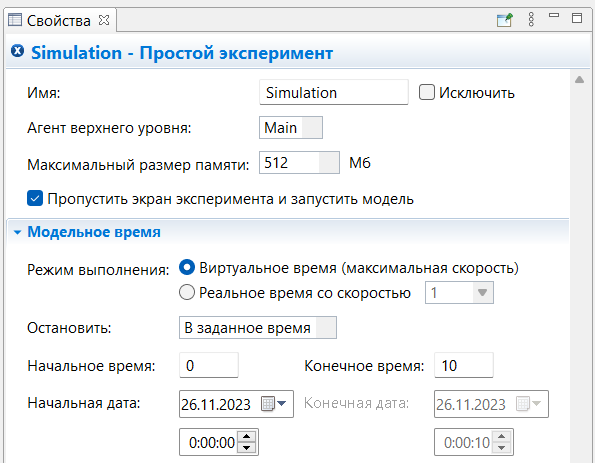 Свойства
Simulation - Простой эксперимент
Имя: Simulation Исключить
Агент верхнего уровня: Main
Максимальный размер памяти: 512 Мб
Пропустить экран эксперимента и запустить модель
Модельное время
Режим выполнения: Виртуальное время (максимальная скорость)
Реальное время со скоростью 1
Остановить: В заданное время
Начальное время: 0 Конечное время: 10
Начальная дата: 26.11.2023 Конечная дата: 26.11.2023
0:00:00 0:00:10